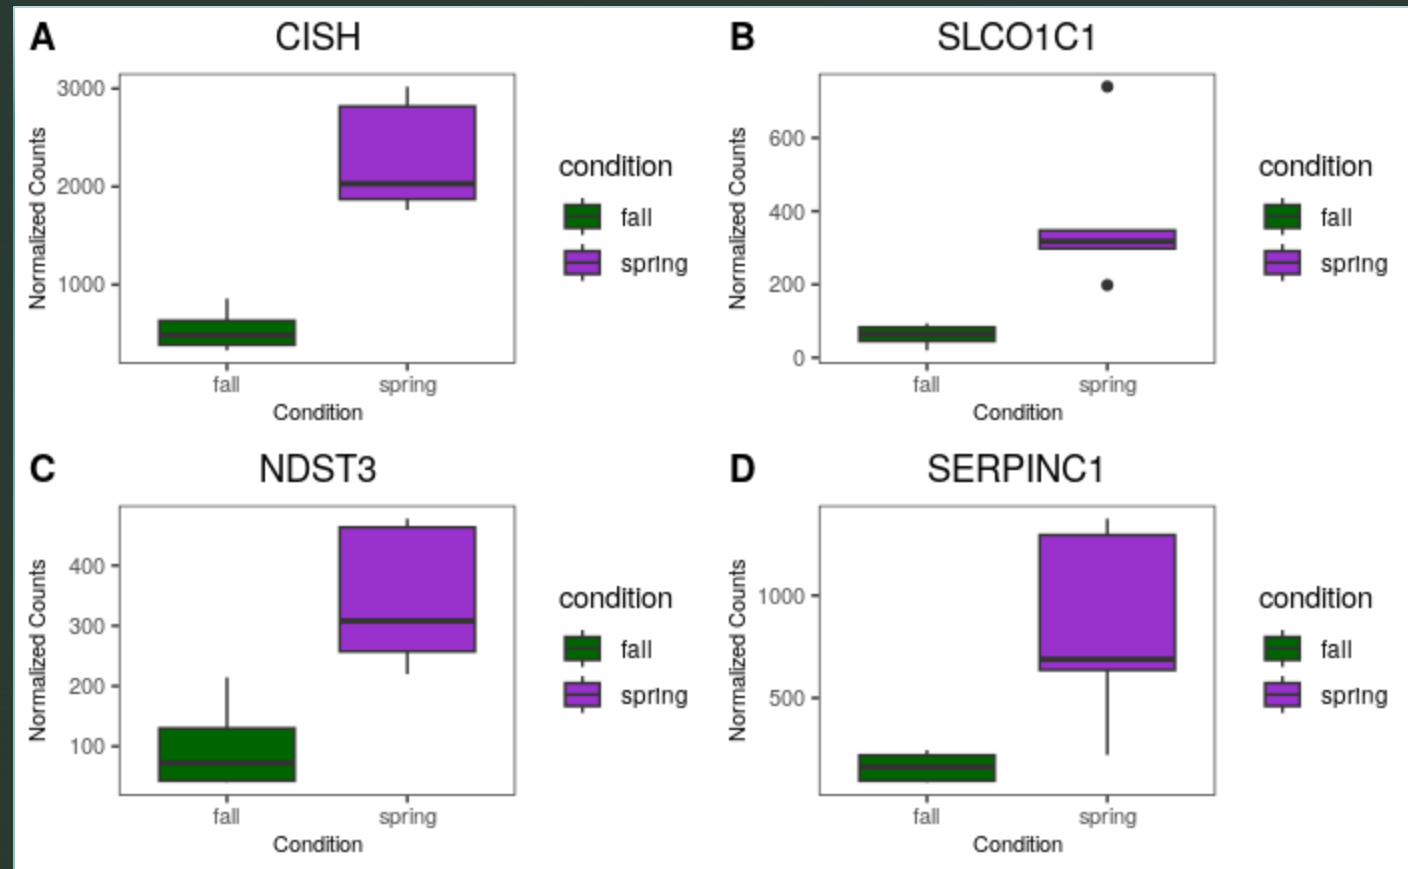 A
CISH
3000
2000
1000
Normalized Counts
fall
spring
Condition
condition
fall
spring
B
SLCO1C1
600
400
200
0
Normalized Counts
fall
spring
Condition
condition
fall
spring
C
NDST3
400
300
200
100
Normalized Counts
fall
spring
Condition
condition
fall
spring
D
SERPINC1
1000
500
Normalized Counts
fall
spring
Condition
condition
fall
spring